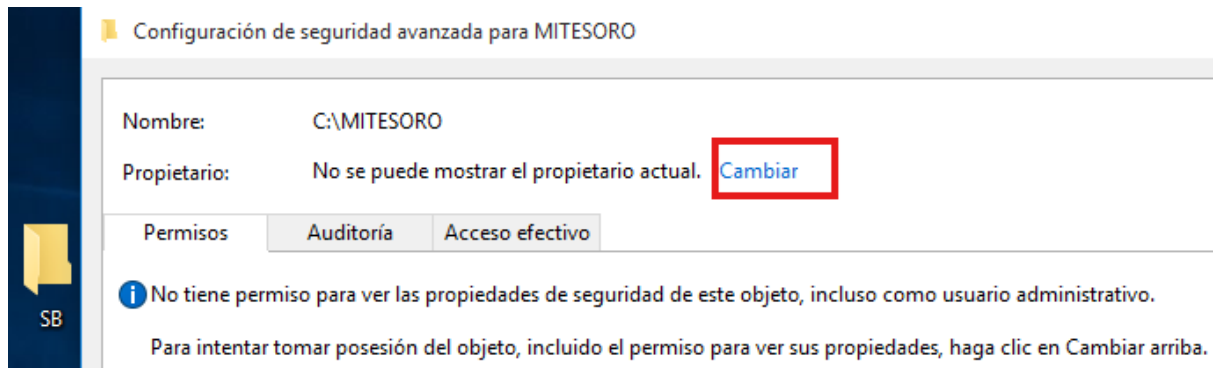 Configuración de seguridad avanzada para MITESORO
Nombre: C:\MITESORO
Propietario: No se puede mostrar el propietario actual. Cambiar
Permisos Auditoría Acceso efectivo
No tiene permiso para ver las propiedades de seguridad de este objeto, incluso como usuario administrativo.
SB
Para intentar tomar posesión del objeto, incluido el permiso para ver sus propiedades, haga clic en Cambiar arriba.